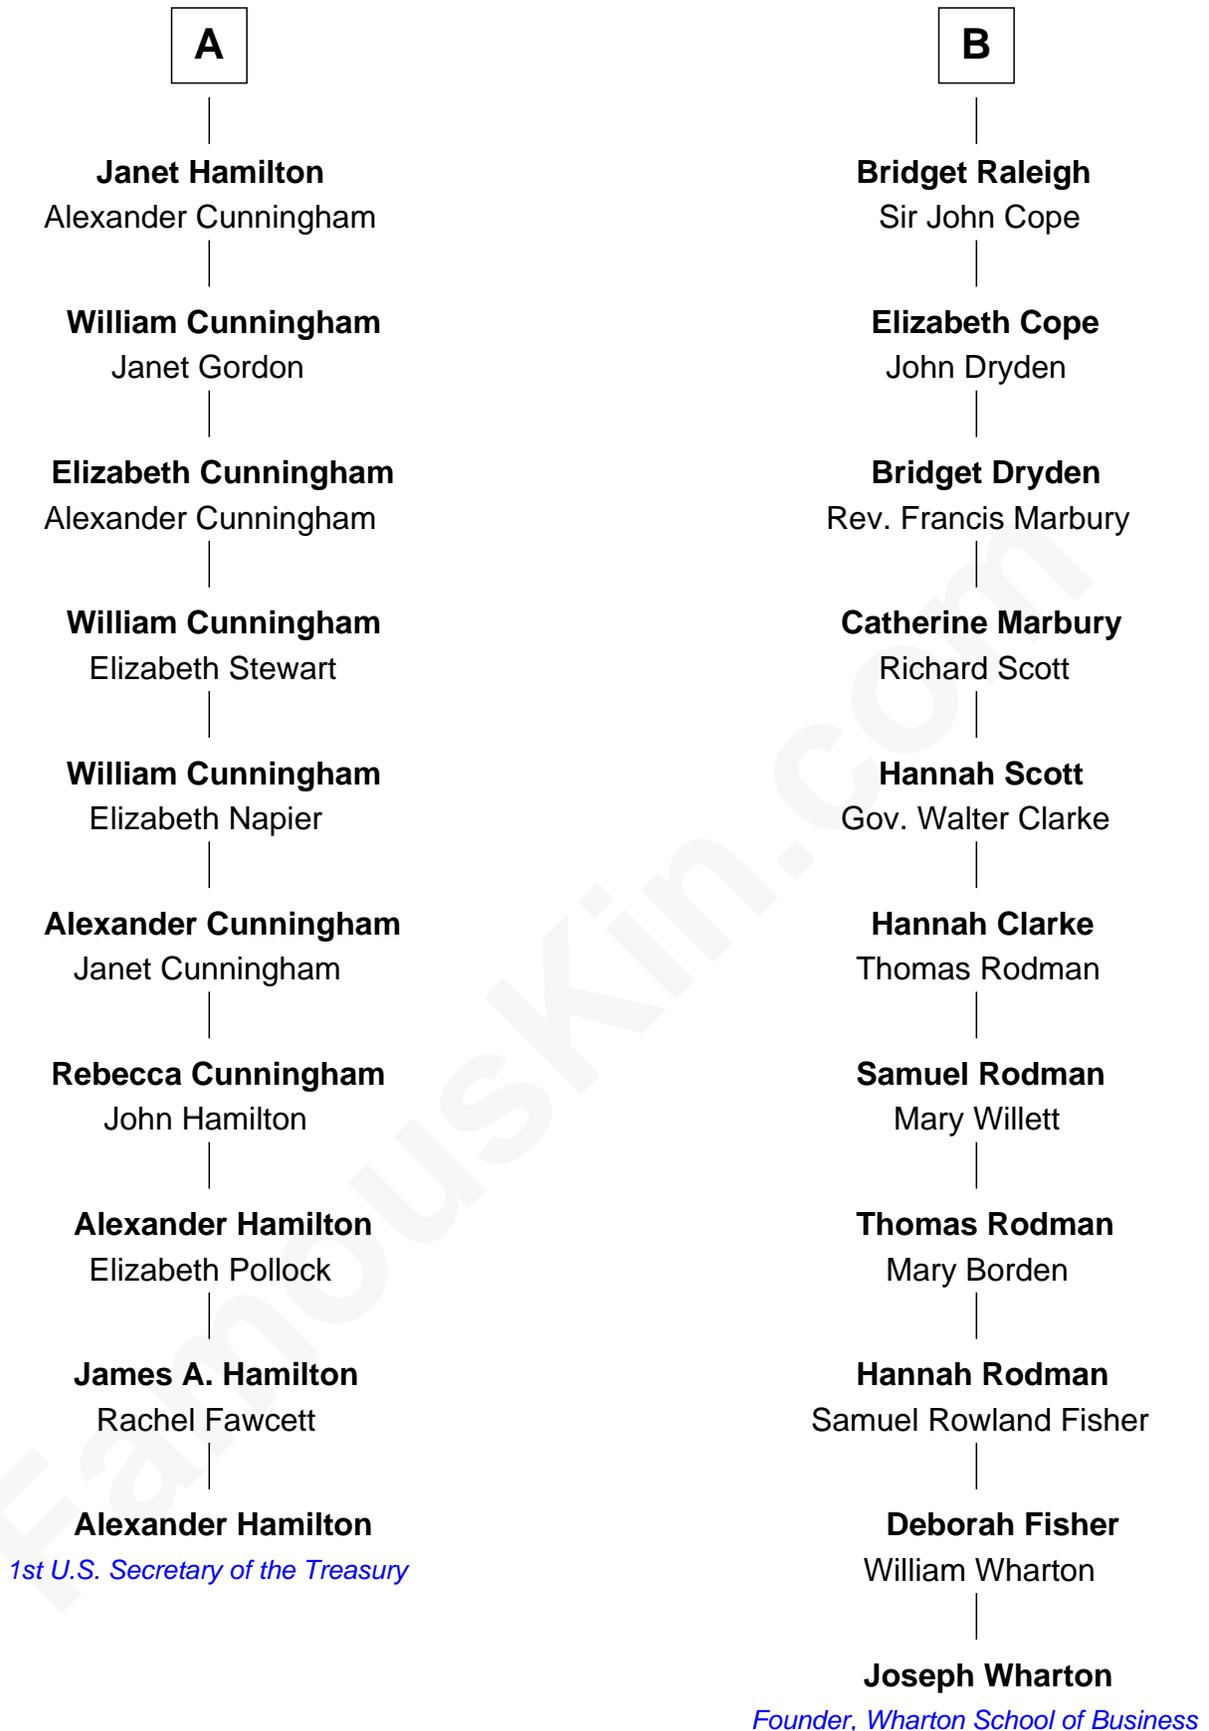 A
Janet Hamilton
Alexander Cunningham
William Cunningham
Janet Gordon
Elizabeth Cunningham
Alexander Cunningham
William Cunningham
Elizabeth Stewart
William Cunningham
Elizabeth Napier
Alexander Cunningham
Janet Cunningham
Rebecca Cunningham
John Hamilton
Alexander Hamilton
Elizabeth Pollock
James A. Hamilton
Rachel Fawcett
Alexander Hamilton
1st U.S. Secretary of the Treasury
B
Bridget Raleigh
Sir John Cope
Elizabeth Cope
John Dryden
Bridget Dryden
Rev. Francis Marbury
Catherine Marbury
Richard Scott
Hannah Scott
Gov. Walter Clarke
Hannah Clarke
Thomas Rodman
Samuel Rodman
Mary Willett
Thomas Rodman
Mary Borden
Hannah Rodman
Samuel Rowland Fisher
Deborah Fisher
William Wharton
Joseph Wharton
Founder, Wharton School of Business
FamousKin.com